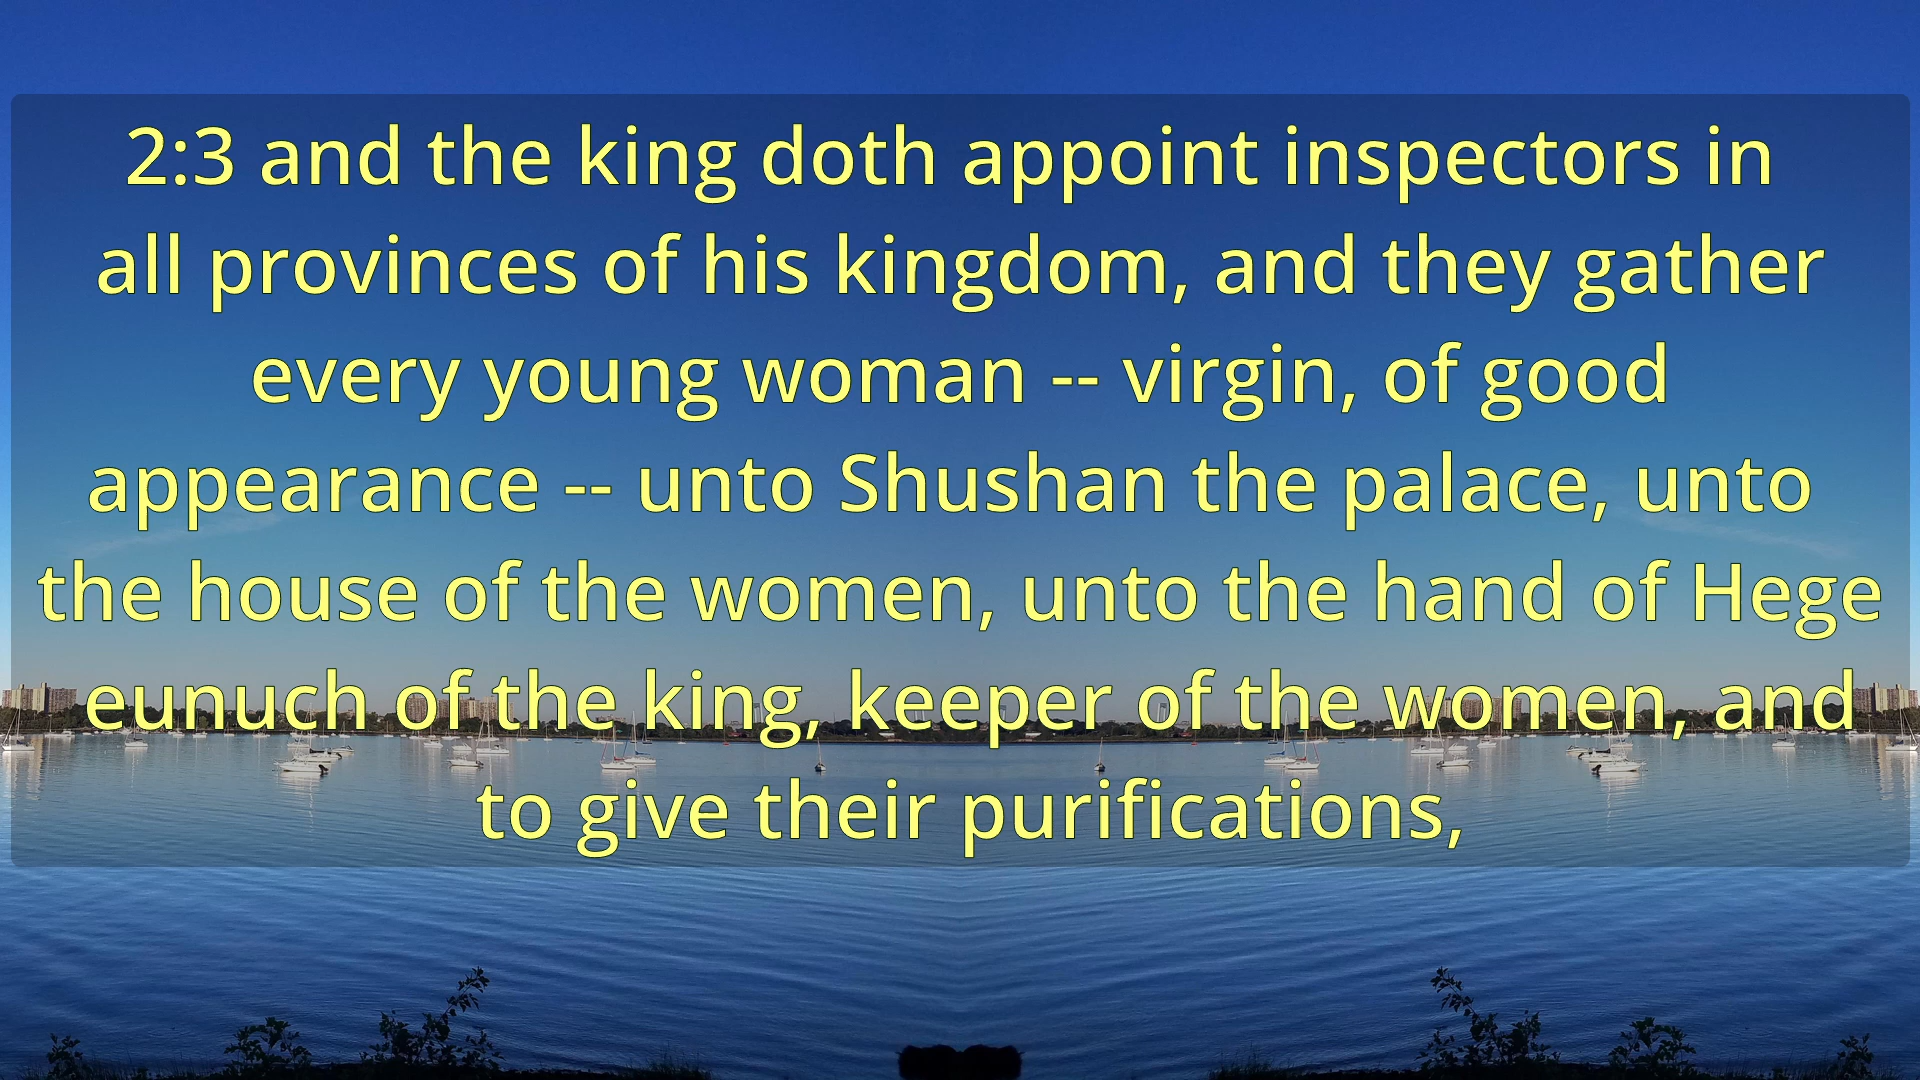 2:3 and the king doth appoint inspectors in
all provinces of his kingdom, and they gather
every young woman -- virgin, of good
appearance -- unto Shushan the palace, unto
the house of the women, unto the hand of Hege
eunuch of the king, keeper of the women, and
to give their purifications,